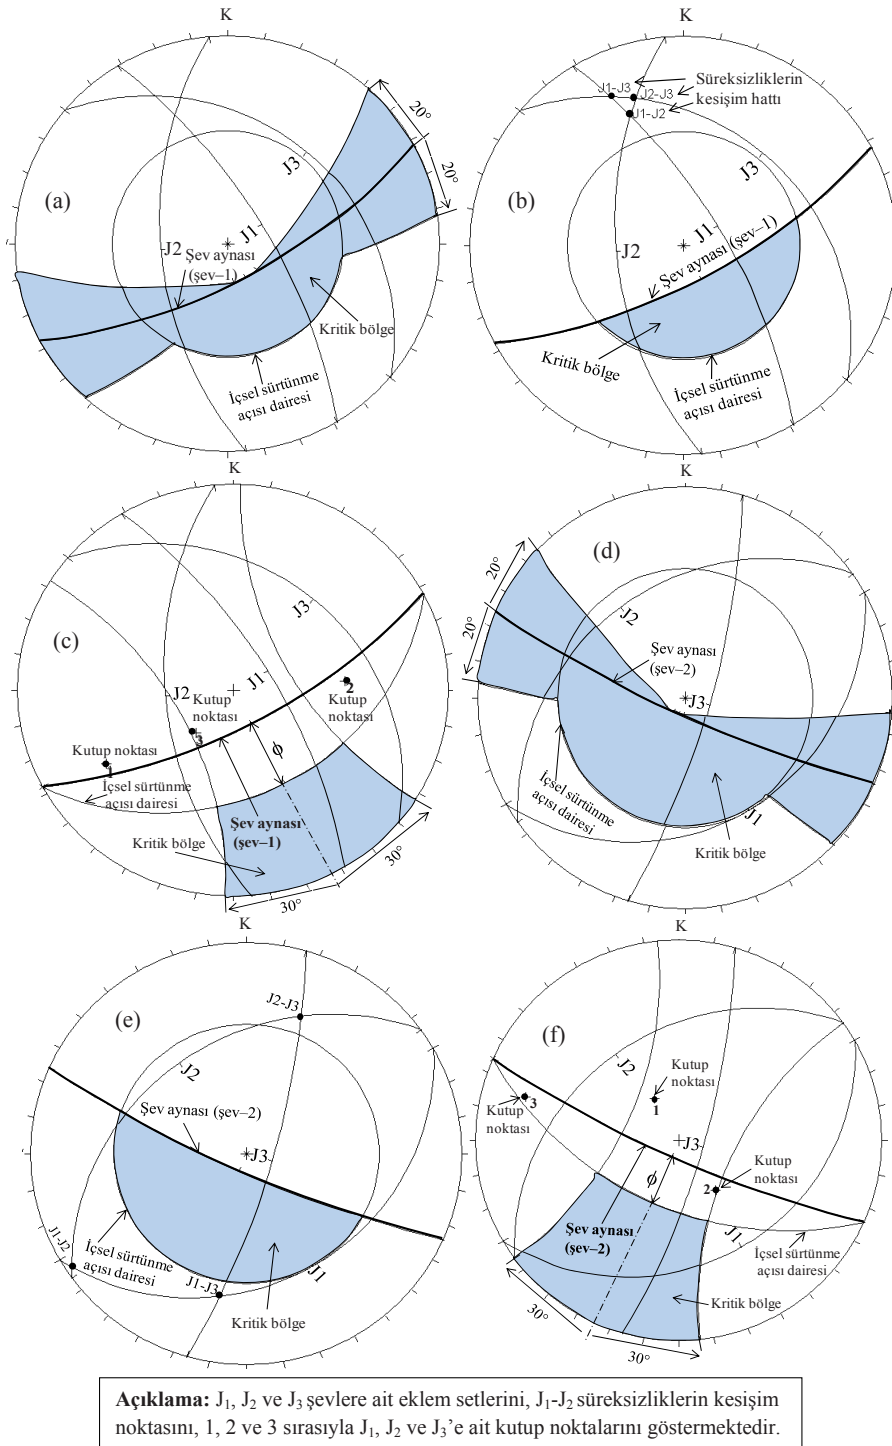 K
20°
20°
J3
(a)
J1
J2
Şev aynası
(şev–1)
Kritik bölge
İçsel sürtünme
açısı dairesi
K
Süreksizliklerin
kesişim
hattı
J1-J3
J2-J3
J1-J2
J3
(b)
J1
J2
Şev aynası (şev–1)
Kritik bölge
İçsel sürtünme
açısı dairesi
K
J3
(c)
J1
J2
Kutup
noktası
3
2
Kutup
noktası
Kutup noktası
1
ϕ
İçsel sürtünme
açısı dairesi
Şev aynası
(şev–1)
Kritik bölge
30°
30°
K
(d)
20°
20°
J2
Şev aynası
(şev–2)
J3
İçsel sürtünme
açısı dairesi
J1
Kritik bölge
K
J2-J3
(e)
J2
Şev aynası (şev–2)
J3
J1-J2
İçsel sürtünme
açısı dairesi
J1-J3
J1
Kritik bölge
K
(f)
J2
Kutup
noktası
1
3
Kutup
noktası
J3
Kutup
noktası
2
ϕ
Şev aynası
(şev–2)
J1
İçsel sürtünme
açısı dairesi
Kritik bölge
30°
30°
Açıklama: J₁, J₂ ve J₃ şevlere ait eklem setlerini, J₁-J₂ süreksizliklerin kesişim
noktasını, 1, 2 ve 3 sırasıyla J₁, J₂ ve J₃’e ait kutup noktalarını göstermektedir.